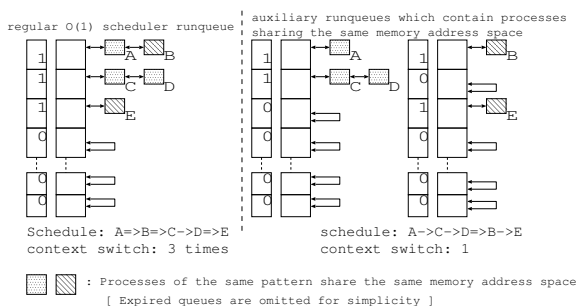 regular O(1) scheduler runqueue
auxiliary runqueues which contain processes
sharing the same memory address space
1 A B
1 C D
1 E
0
0
0
1 A
1 C D
0
0
0
0
1 B
0
1 E
0
0
0
Schedule: A=>B=>C->D=>E
context switch: 3 times
schedule: A->C->D=>B->E
context switch: 1
: Processes of the same pattern share the same memory address space
[ Expired queues are omitted for simplicity ]